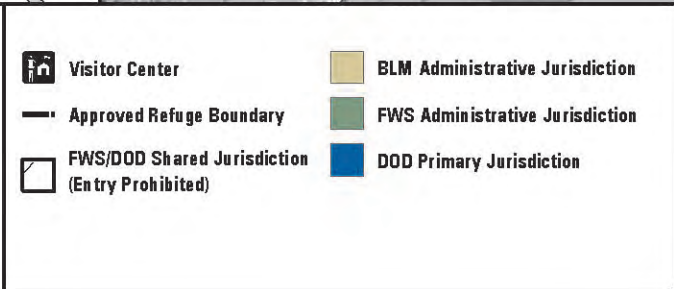 Visitor Center
Approved Refuge Boundary
FWS/DOD Shared Jurisdiction
(Entry Prohibited)
BLM Administrative Jurisdiction
FWS Administrative Jurisdiction
DOD Primary Jurisdiction